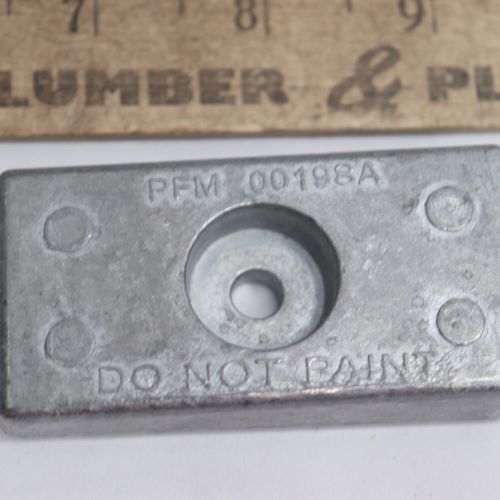 7 8 9
LUMBER & PL
PFM 00198A
DO NOT PAINT